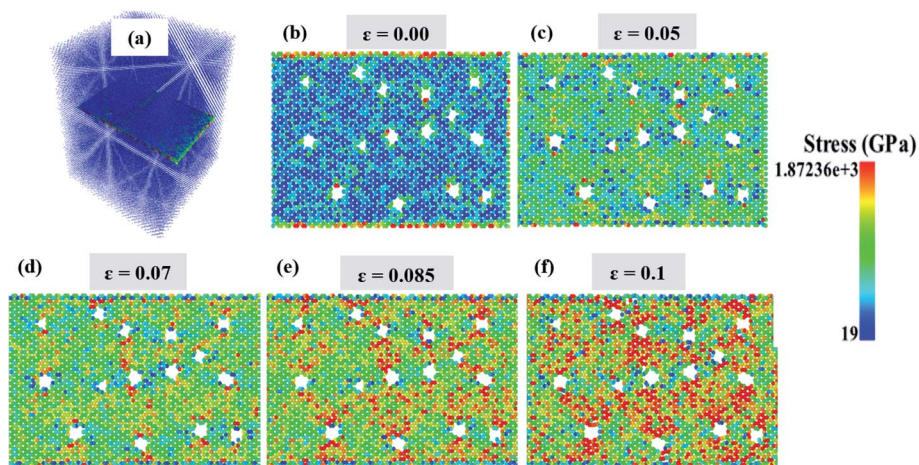 (a)
(b)
ε = 0.00
(c)
ε = 0.05
Stress (GPa)
1.87236e+3
19
(d)
ε = 0.07
(e)
ε = 0.085
(f)
ε = 0.1